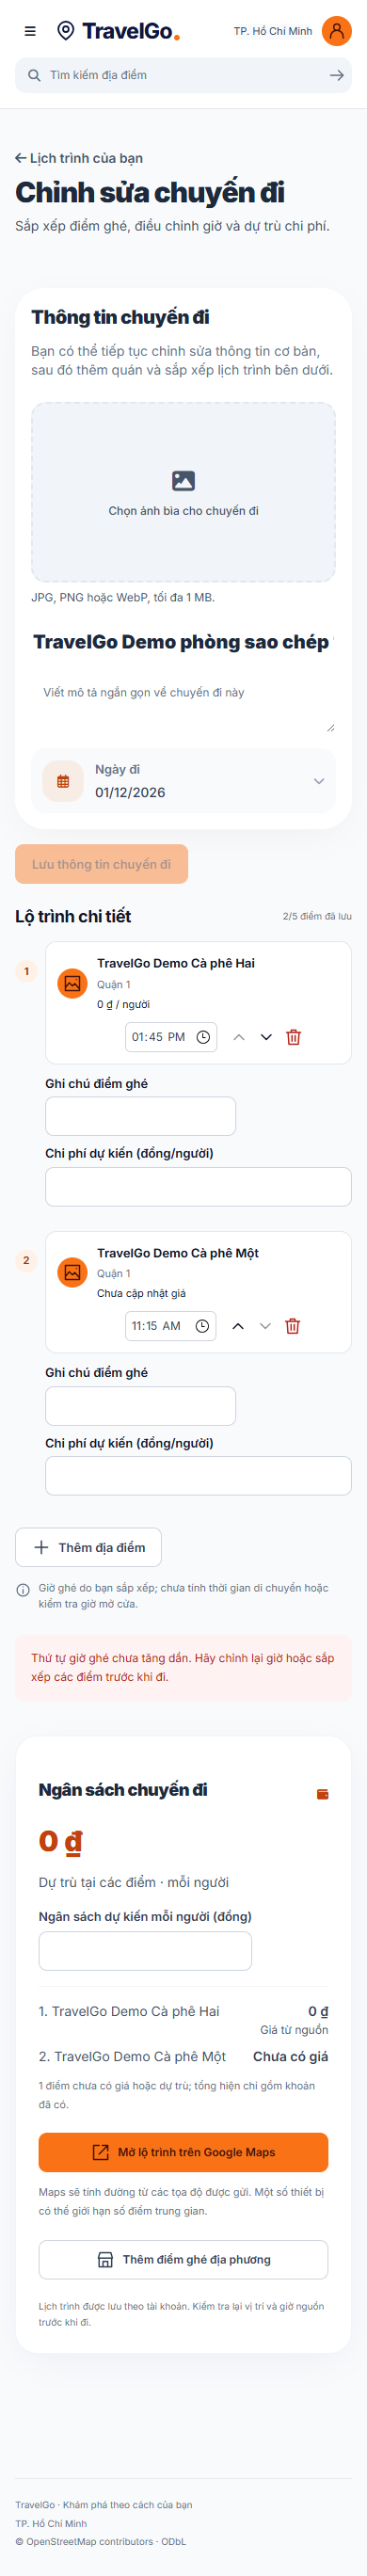 TravelGo.
TP. Hồ Chí Minh
Tìm kiếm địa điểm
Lịch trình của bạn
Chỉnh sửa chuyến đi
Sắp xếp điểm ghé, điều chỉnh giờ và dự trù chi phí.
Thông tin chuyến đi
Bạn có thể tiếp tục chỉnh sửa thông tin cơ bản,
sau đó thêm quán và sắp xếp lịch trình bên dưới.
Chọn ảnh bìa cho chuyến đi
JPG, PNG hoặc WebP, tối đa 1 MB.
TravelGo Demo phòng sao chép
Viết mô tả ngắn gọn về chuyến đi này
Ngày đi
01/12/2026
Lưu thông tin chuyến đi
Lộ trình chi tiết
2/5 điểm đã lưu
1
TravelGo Demo Cà phê Hai
Quận 1
0 ₫ / người
01:45 PM
Ghi chú điểm ghé
Chi phí dự kiến (đồng/người)
2
TravelGo Demo Cà phê Một
Quận 1
Chưa cập nhật giá
11:15 AM
Ghi chú điểm ghé
Chi phí dự kiến (đồng/người)
Thêm địa điểm
Giờ ghé do bạn sắp xếp; chưa tính thời gian di chuyển hoặc
kiểm tra giờ mở cửa.
Thứ tự giờ ghé chưa tăng dần. Hãy chỉnh lại giờ hoặc sắp
xếp các điểm trước khi đi.
Ngân sách chuyến đi
0 ₫
Dự trù tại các điểm · mỗi người
Ngân sách dự kiến mỗi người (đồng)
1. TravelGo Demo Cà phê Hai
0 ₫
Giá từ nguồn
2. TravelGo Demo Cà phê Một
Chưa có giá
1 điểm chưa có giá hoặc dự trù; tổng hiện chỉ gồm khoản
đã có.
Mở lộ trình trên Google Maps
Maps sẽ tính đường từ các tọa độ được gửi. Một số thiết bị
có thể giới hạn số điểm trung gian.
Thêm điểm ghé địa phương
Lịch trình được lưu theo tài khoản. Kiểm tra lại vị trí và giờ nguồn
trước khi đi.
TravelGo · Khám phá theo cách của bạn
TP. Hồ Chí Minh
© OpenStreetMap contributors · ODbL